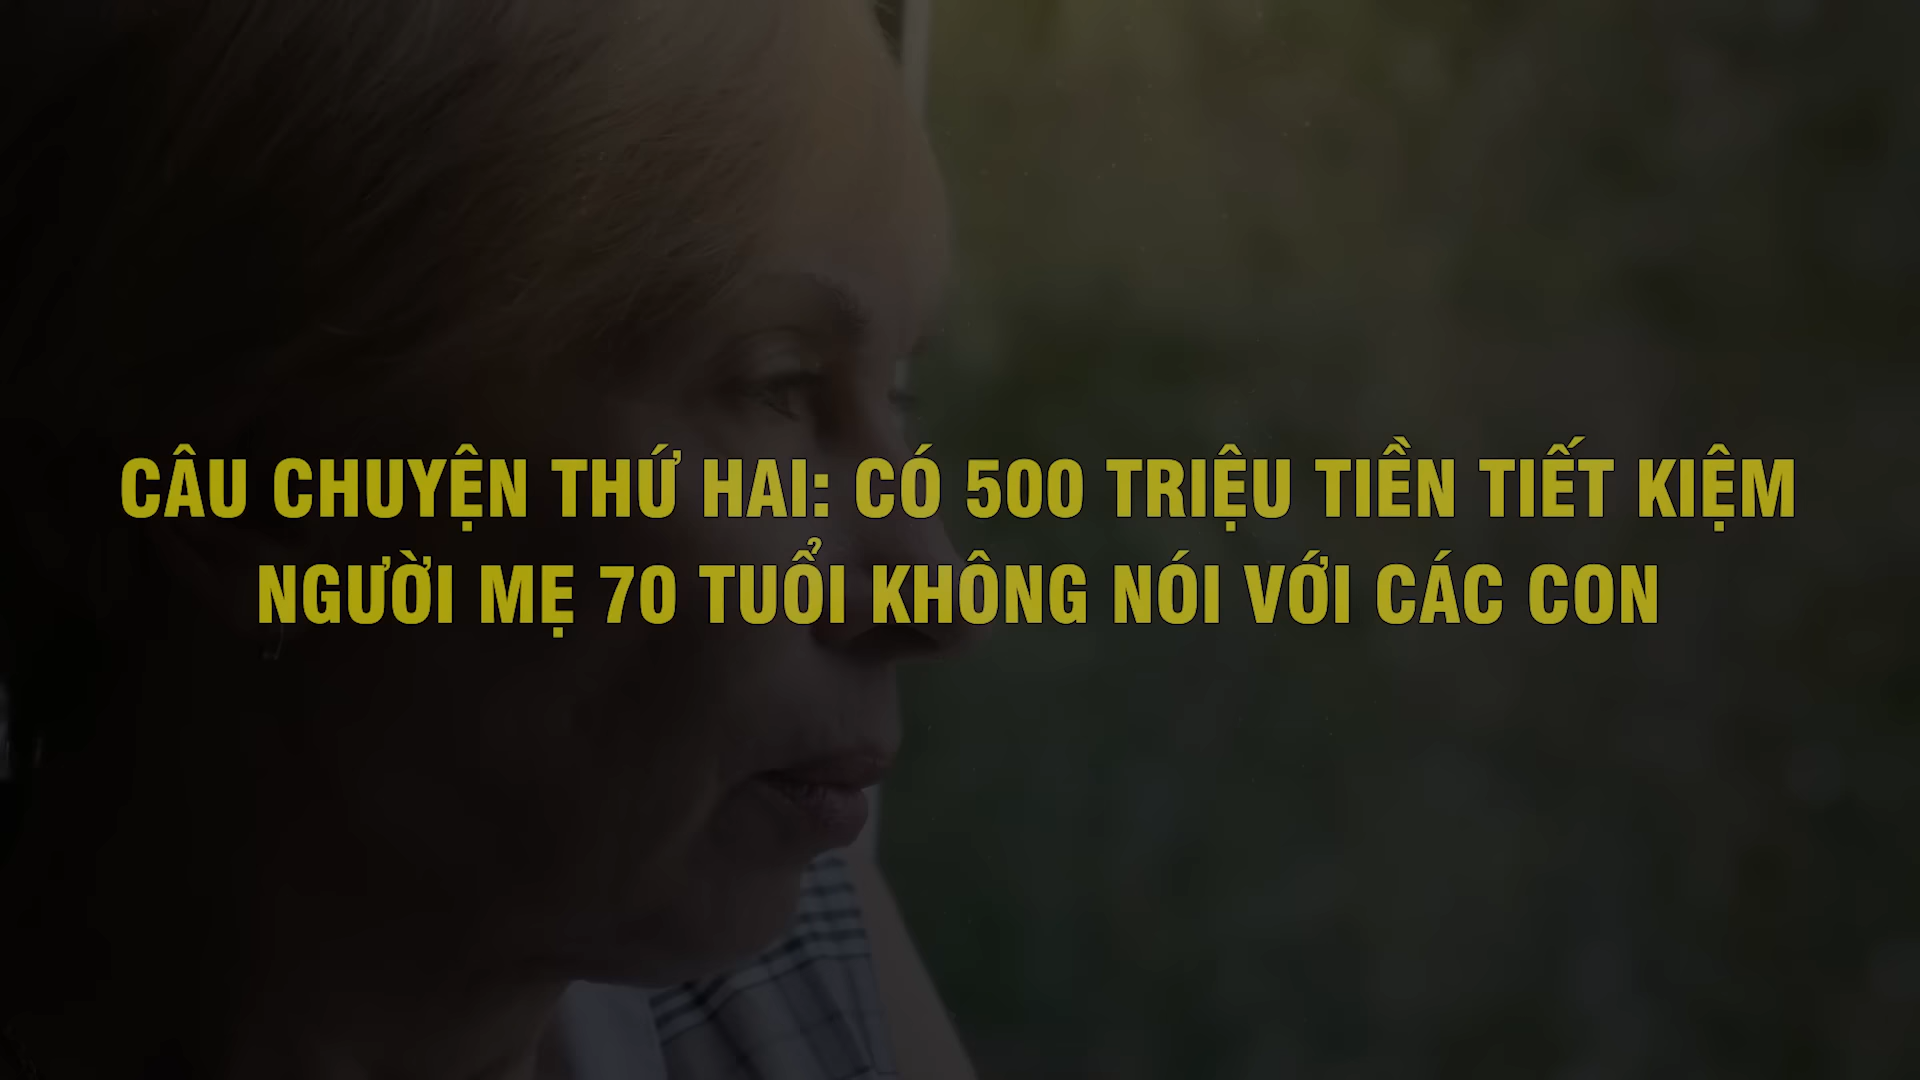 CÂU CHUYỆN THỨ HAI: CÓ 500 TRIỆU TIỀN TIẾT KIỆM
NGƯỜI MẸ 70 TUỔI KHÔNG NÓI VỚI CÁC CON